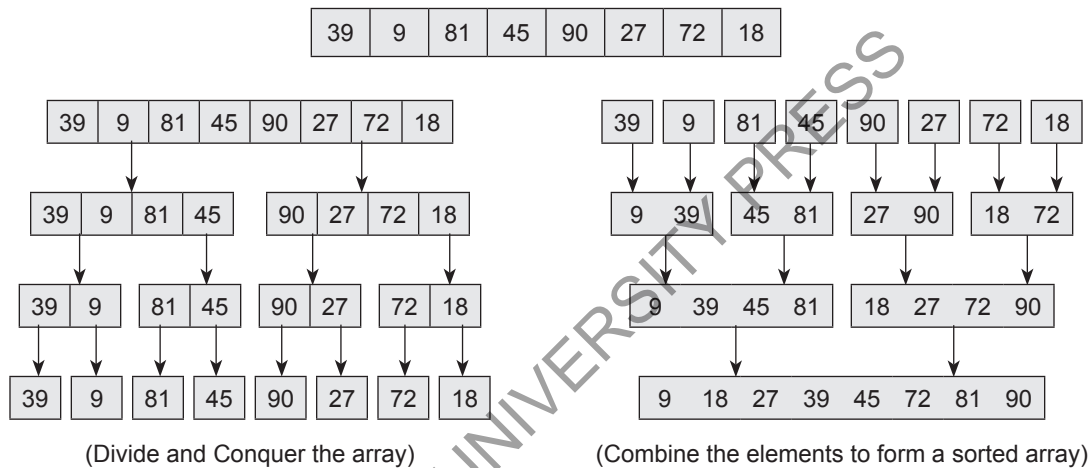 39 9 81 45 90 27 72 18
39 9 81 45 90 27 72 18
39 9 81 45 90 27 72 18
39 9 81 45 90 27 72 18
39 9 81 45 90 27 72 18
(Divide and Conquer the array)
39 9 81 45 90 27 72 18
9 39 45 81 27 90 18 72
9 39 45 81 18 27 72 90
9 18 27 39 45 72 81 90
(Combine the elements to form a sorted array)
UNIVERSITY PRESS